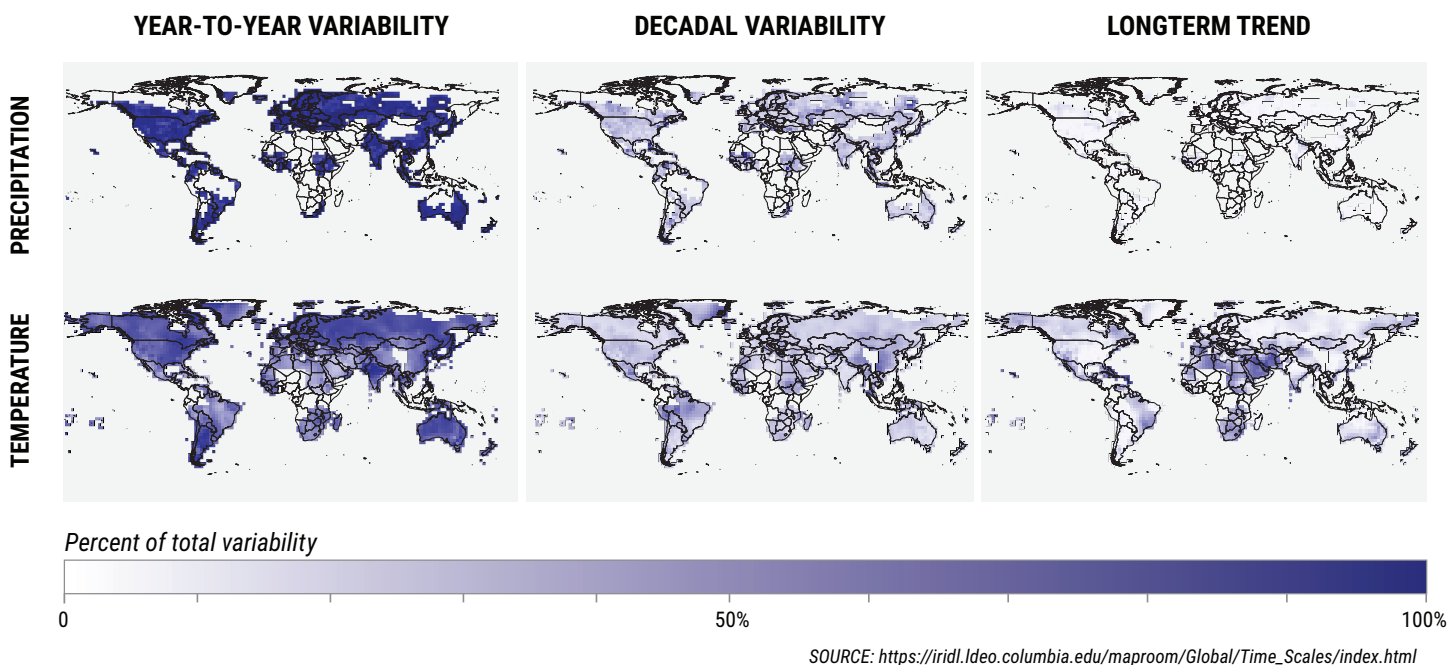 YEAR-TO-YEAR VARIABILITY
DECADAL VARIABILITY
LONGTERM TREND
PRECIPITATION
TEMPERATURE
Percent of total variability
0
50%
100%
SOURCE: https://iridl.ldeo.columbia.edu/maproom/Global/Time_Scales/index.html